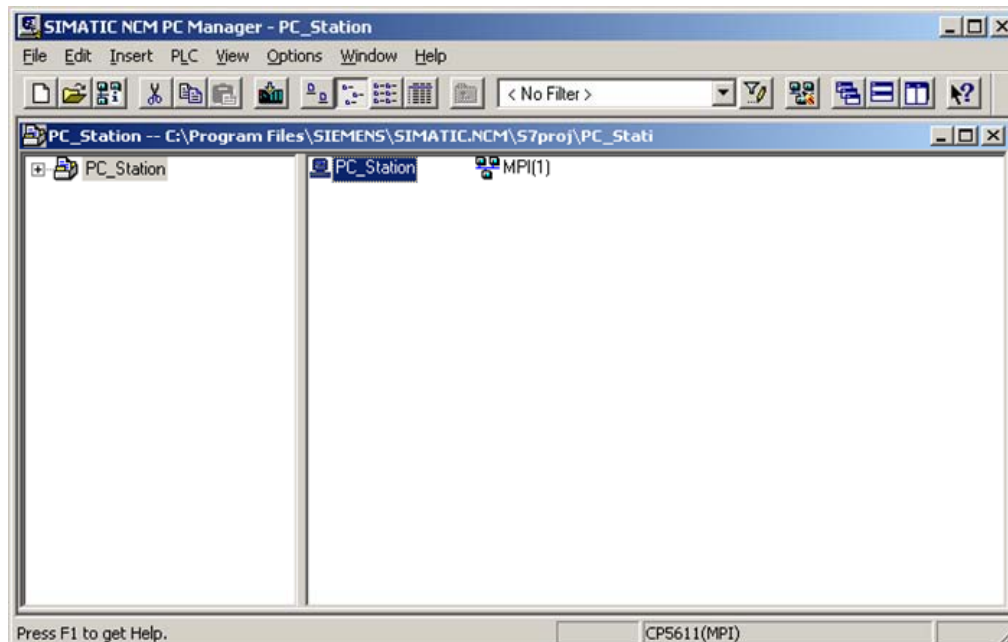 SIMATIC NCM PC Manager - PC_Station
File Edit Insert PLC View Options Window Help
< No Filter >
PC_Station -- C:\Program Files\SIEMENS\SIMATIC.NCM\S7proj\PC_Stati
PC_Station
PC_Station MPI(1)
Press F1 to get Help. CP5611(MPI)